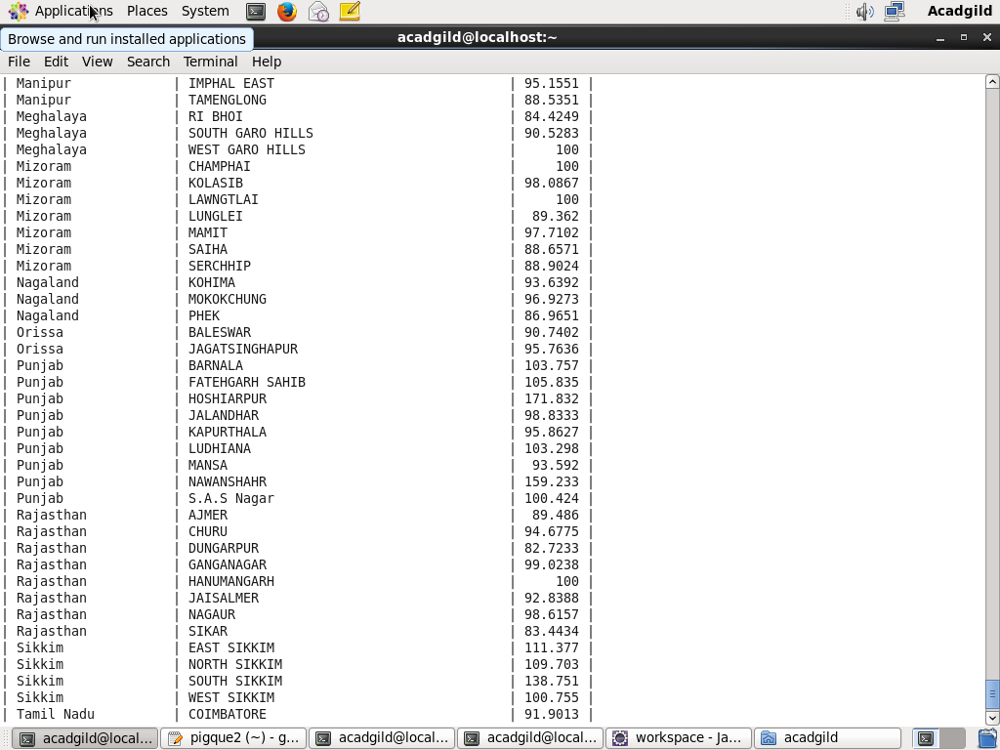 Applications Places System Acadgild
Browse and run installed applications acadgild@localhost:~
File Edit View Search Terminal Help
| Manipur | IMPHAL EAST | 95.1551 |
| Manipur | TAMENGLONG | 88.5351 |
| Meghalaya | RI BHOI | 84.4249 |
| Meghalaya | SOUTH GARO HILLS | 90.5283 |
| Meghalaya | WEST GARO HILLS | 100 |
| Mizoram | CHAMPHAI | 100 |
| Mizoram | KOLASIB | 98.0867 |
| Mizoram | LAWNGTLAI | 100 |
| Mizoram | LUNGLEI | 89.362 |
| Mizoram | MAMIT | 97.7102 |
| Mizoram | SAIHA | 88.6571 |
| Mizoram | SERCHHIP | 88.9024 |
| Nagaland | KOHIMA | 93.6392 |
| Nagaland | MOKOKCHUNG | 96.9273 |
| Nagaland | PHEK | 86.9651 |
| Orissa | BALESWAR | 90.7402 |
| Orissa | JAGATSINGHAPUR | 95.7636 |
| Punjab | BARNALA | 103.757 |
| Punjab | FATEHGARH SAHIB | 105.835 |
| Punjab | HOSHIARPUR | 171.832 |
| Punjab | JALANDHAR | 98.8333 |
| Punjab | KAPURTHALA | 95.8627 |
| Punjab | LUDHIANA | 103.298 |
| Punjab | MANSA | 93.592 |
| Punjab | NAWANSHAHR | 159.233 |
| Punjab | S.A.S Nagar | 100.424 |
| Rajasthan | AJMER | 89.486 |
| Rajasthan | CHURU | 94.6775 |
| Rajasthan | DUNGARPUR | 82.7233 |
| Rajasthan | GANGANAGAR | 99.0238 |
| Rajasthan | HANUMANGARH | 100 |
| Rajasthan | JAISALMER | 92.8388 |
| Rajasthan | NAGAUR | 98.6157 |
| Rajasthan | SIKAR | 83.4434 |
| Sikkim | EAST SIKKIM | 111.377 |
| Sikkim | NORTH SIKKIM | 109.703 |
| Sikkim | SOUTH SIKKIM | 138.751 |
| Sikkim | WEST SIKKIM | 100.755 |
| Tamil Nadu | COIMBATORE | 91.9013 |
acadgild@local... pigque2 (~) - g... acadgild@local... acadgild@local... workspace - Ja... acadgild